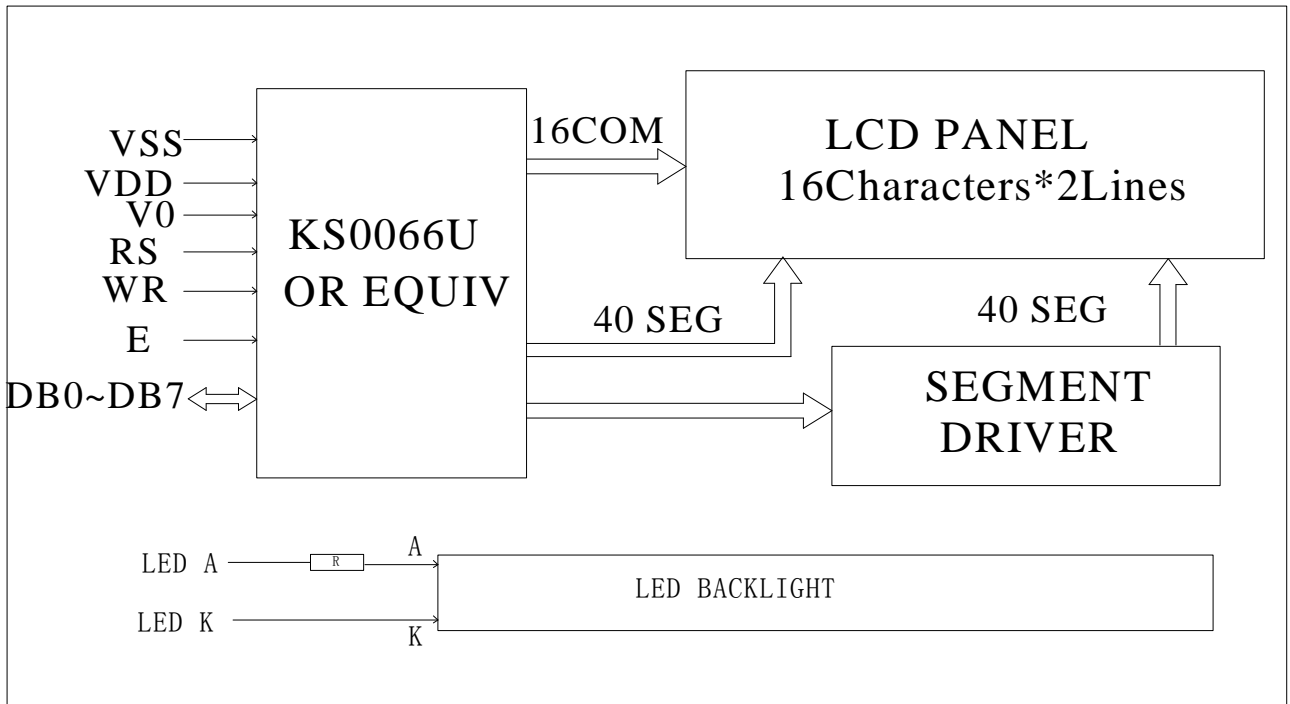 VSS
VDD
V0
RS
WR
E
DB0~DB7
KS0066U
OR EQUIV
16COM
LCD PANEL
16Characters*2Lines
40 SEG
40 SEG
SEGMENT
DRIVER
LED A
R
A
LED BACKLIGHT
LED K
K